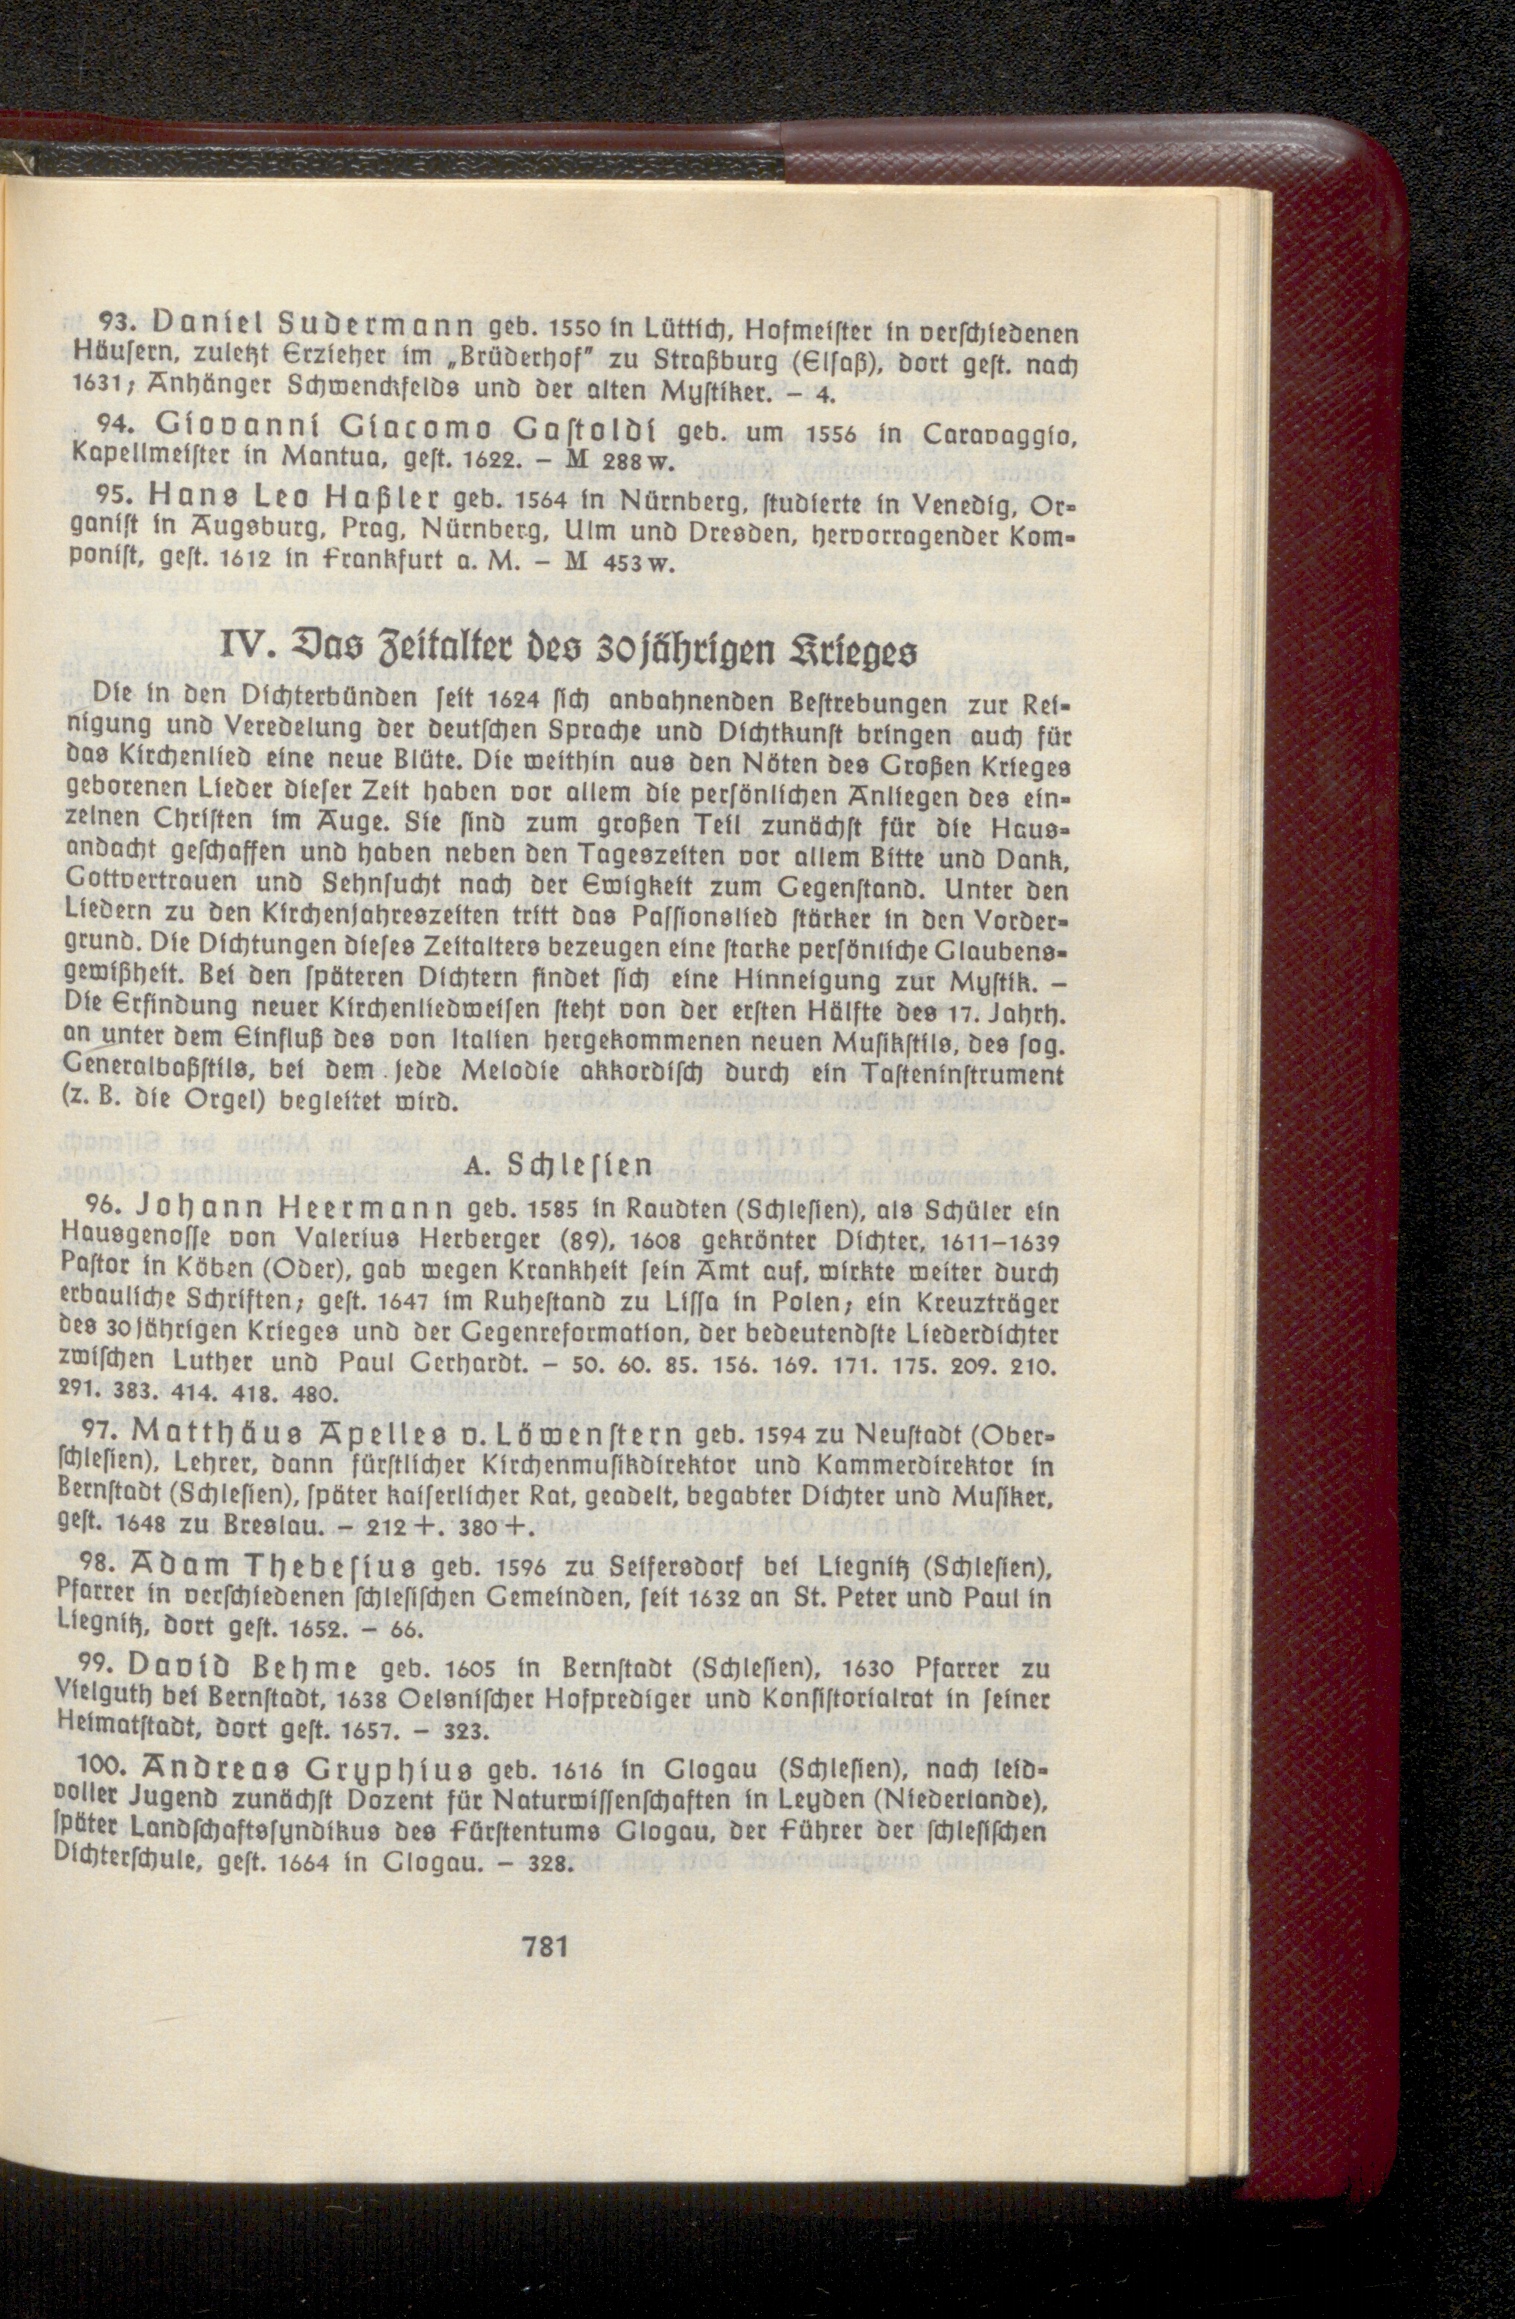 93. Daniel Sudermann geb. 1550 in Lüttich, Hofmeiſter in verſchiedenen
Häuſern, zuletzt Erzieher im „Brüderhof“ zu Straßburg (Elſaß), dort geſt. nach
1631; Anhänger Schwenckfelds und der alten Myſtiker. – 4.
94. Giovanni Giacomo Gaſtoldi geb. um 1556 in Caravaggio,
Kapellmeiſter in Mantua, geſt. 1622. – M 288 w.
95. Hans Leo Haßler geb. 1564 in Nürnberg, ſtudierte in Venedig, Or-
ganiſt in Augsburg, Prag, Nürnberg, Ulm und Dresden, hervorragender Kom-
poniſt, geſt. 1612 in Frankfurt a. M. – M 453 w.
IV. Das Zeitalter des 30jährigen Krieges
Die in den Dichterbünden ſeit 1624 ſich anbahnenden Beſtrebungen zur Rei-
nigung und Veredelung der deutſchen Sprache und Dichtkunſt bringen auch für
das Kirchenlied eine neue Blüte. Die weithin aus den Nöten des Großen Krieges
geborenen Lieder dieſer Zeit haben vor allem die perſönlichen Anliegen des ein-
zelnen Chriſten im Auge. Sie ſind zum großen Teil zunächſt für die Haus-
andacht geſchaffen und haben neben den Tageszeiten vor allem Bitte und Dank,
Gottvertrauen und Sehnſucht nach der Ewigkeit zum Gegenſtand. Unter den
Liedern zu den Kirchenjahreszeiten tritt das Paſſionslied ſtärker in den Vorder-
grund. Die Dichtungen dieſes Zeitalters bezeugen eine ſtarke perſönliche Glaubens-
gewißheit. Bei den ſpäteren Dichtern findet ſich eine Hinneigung zur Myſtik. –
Die Erfindung neuer Kirchenliedweiſen ſteht von der erſten Hälfte des 17. Jahrh.
an unter dem Einfluß des von Italien hergekommenen neuen Muſikſtils, des ſog.
Generalbaßſtils, bei dem jede Melodie akkordiſch durch ein Taſteninſtrument
(z. B. die Orgel) begleitet wird.
A. Schleſien
96. Johann Heermann geb. 1585 in Raudten (Schleſien), als Schüler ein
Hausgenoſſe von Valerius Herberger (89), 1608 gekrönter Dichter, 1611–1639
Paſtor in Köben (Oder), gab wegen Krankheit ſein Amt auf, wirkte weiter durch
erbauliche Schriften; geſt. 1647 im Ruheſtand zu Liſſa in Polen; ein Kreuzträger
des 30jährigen Krieges und der Gegenreformation, der bedeutendſte Liederdichter
zwiſchen Luther und Paul Gerhardt. – 50. 60. 85. 156. 169. 171. 175. 209. 210.
291. 383. 414. 418. 480.
97. Matthäus Apelles v. Löwenſtern geb. 1594 zu Neuſtadt (Ober-
ſchleſien), Lehrer, dann fürſtlicher Kirchenmuſikdirektor und Kammerdirektor in
Bernſtadt (Schleſien), ſpäter kaiſerlicher Rat, geadelt, begabter Dichter und Muſiker,
geſt. 1648 zu Breslau. – 212 +. 380 +.
98. Adam Thebeſius geb. 1596 zu Seifersdorf bei Liegnitz (Schleſien),
Pfarrer in verſchiedenen ſchleſiſchen Gemeinden, ſeit 1632 an St. Peter und Paul in
Liegnitz, dort geſt. 1652. – 66.
99. David Behme geb. 1605 in Bernſtadt (Schleſien), 1630 Pfarrer zu
Vielguth bei Bernſtadt, 1638 Oelsniſcher Hofprediger und Konſiſtorialrat in ſeiner
Heimatſtadt, dort geſt. 1657. – 323.
100. Andreas Gryphius geb. 1616 in Glogau (Schleſien), nach leid-
voller Jugend zunächſt Dozent für Naturwiſſenſchaften in Leyden (Niederlande),
ſpäter Landſchaftsſyndikus des Fürſtentums Glogau, der Führer der ſchleſiſchen
Dichterſchule, geſt. 1664 in Glogau. – 328.
781